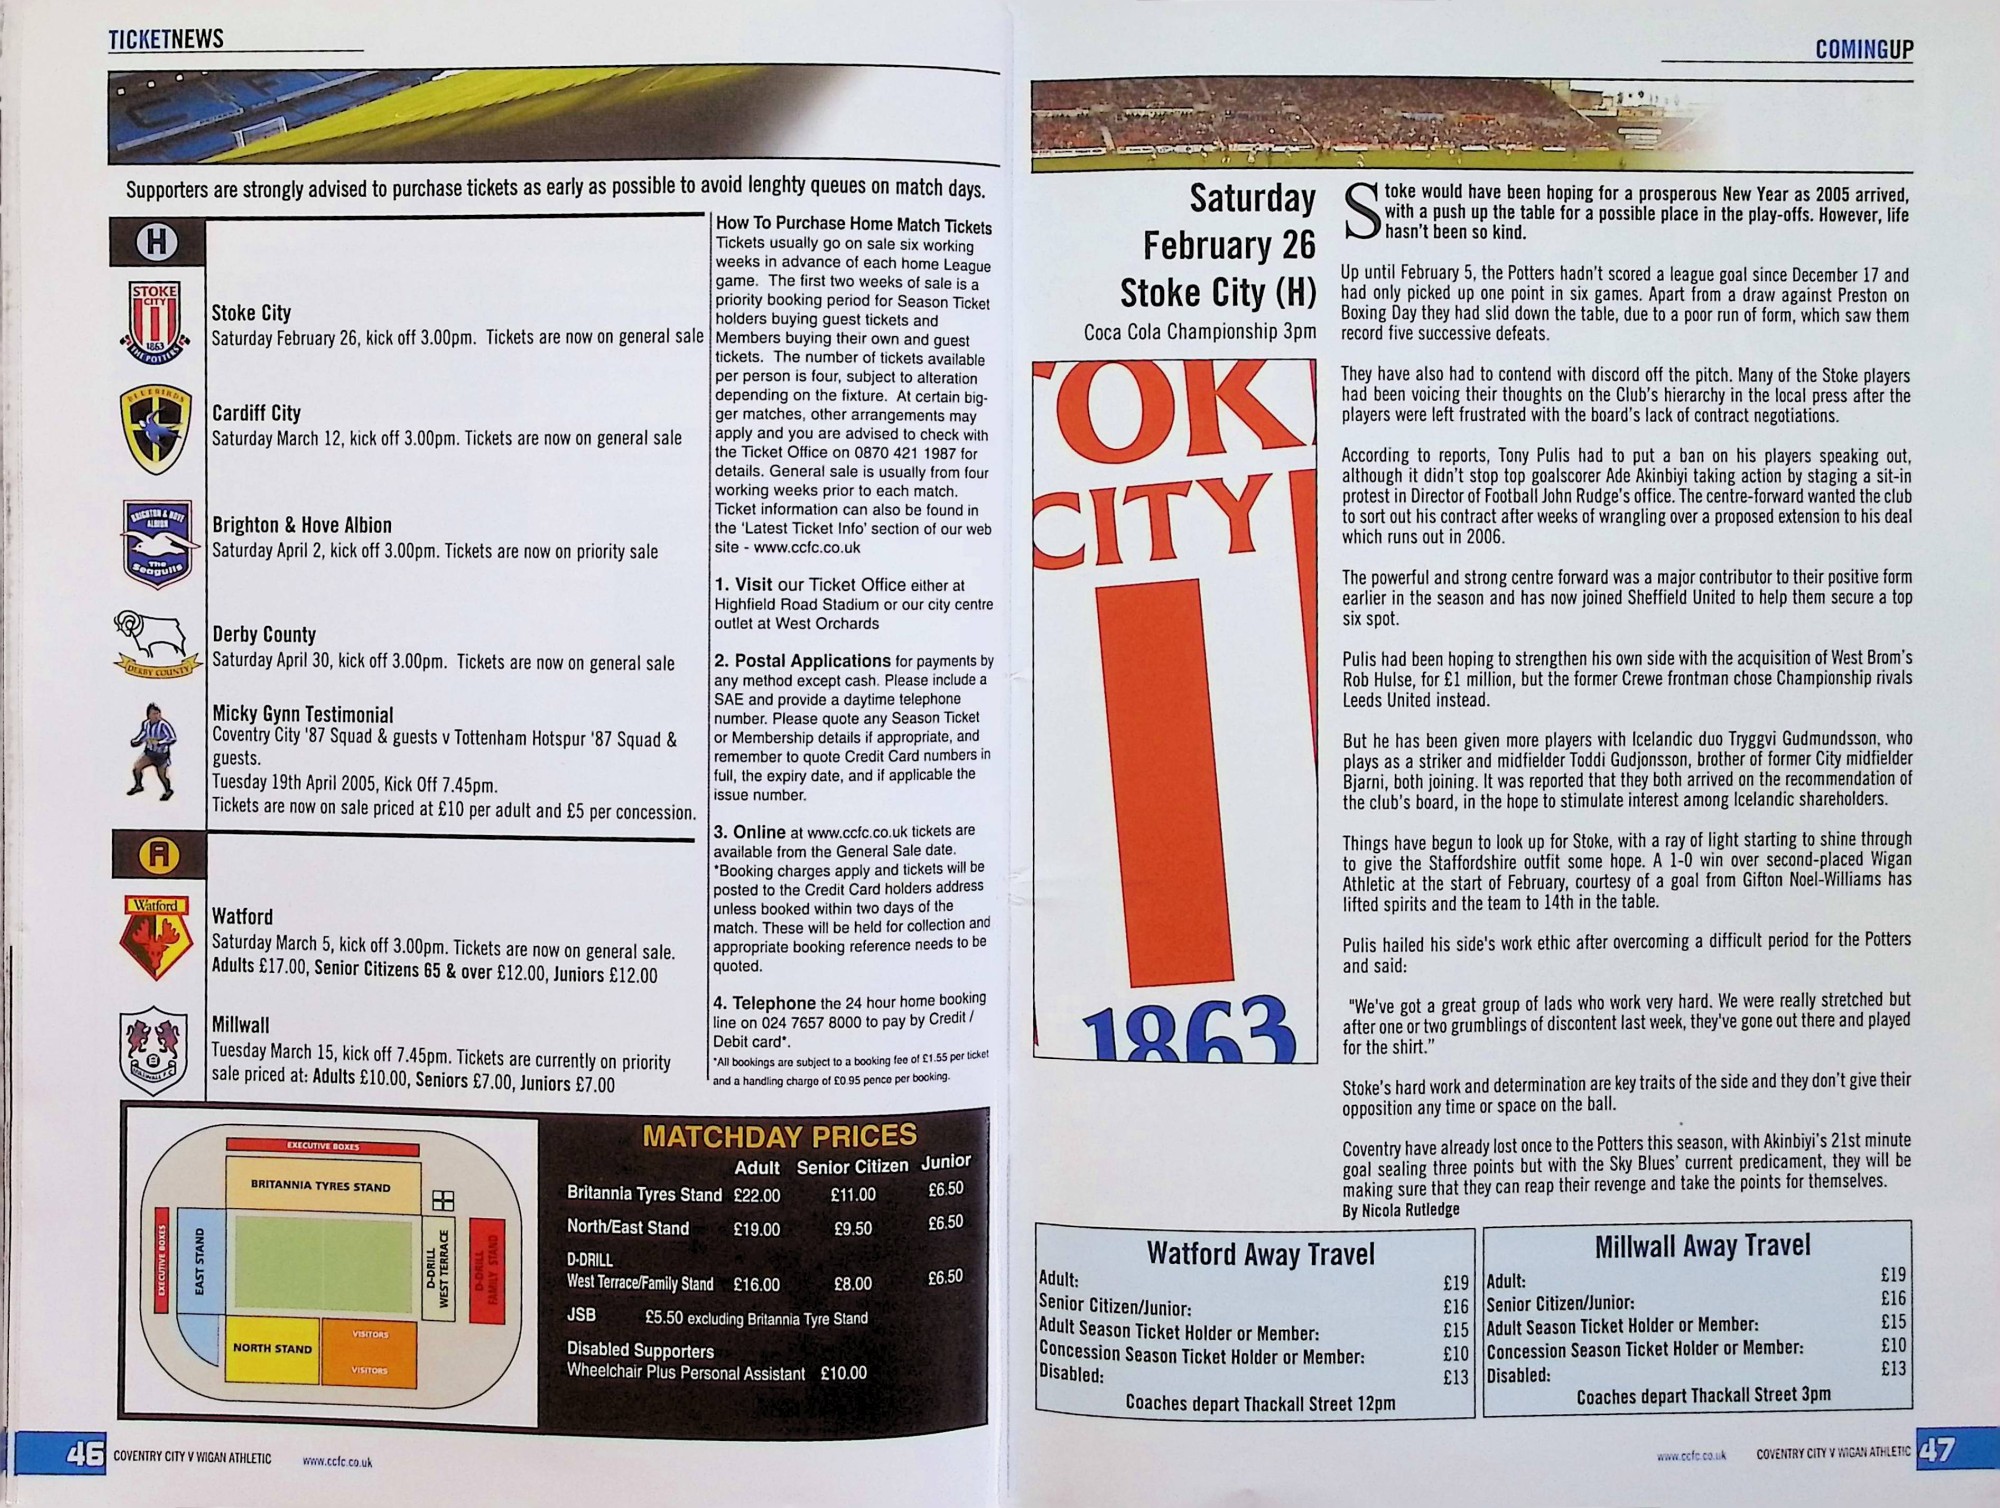 TICKETNEWS
Supporters are strongly advised to purchase tickets as early as possible to avoid lenghty queues on match days.
H
STOKE
CITY
1863
THE POTTERS
Stoke City
Saturday February 26, kick off 3.00pm. Tickets are now on general sale
BLUEBIRDS
Cardiff City
Saturday March 12, kick off 3.00pm. Tickets are now on general sale
BRIGHTON & HOVE
ALBION
The
Seagulls
Brighton & Hove Albion
Saturday April 2, kick off 3.00pm. Tickets are now on priority sale
DERBY COUNTY
Derby County
Saturday April 30, kick off 3.00pm. Tickets are now on general sale
Micky Gynn Testimonial
Coventry City '87 Squad & guests v Tottenham Hotspur '87 Squad &
guests.
Tuesday 19th April 2005, Kick Off 7.45pm.
Tickets are now on sale priced at £10 per adult and £5 per concession.
A
Watford
Watford
Saturday March 5, kick off 3.00pm. Tickets are now on general sale.
Adults £17.00, Senior Citizens 65 & over £12.00, Juniors £12.00
MILLWALL F.C
Millwall
Tuesday March 15, kick off 7.45pm. Tickets are currently on priority
sale priced at: Adults £10.00, Seniors £7.00, Juniors £7.00
How To Purchase Home Match Tickets
Tickets usually go on sale six working
weeks in advance of each home League
game. The first two weeks of sale is a
priority booking period for Season Ticket
holders buying guest tickets and
Members buying their own and guest
tickets. The number of tickets available
per person is four, subject to alteration
depending on the fixture. At certain big-
ger matches, other arrangements may
apply and you are advised to check with
the Ticket Office on 0870 421 1987 for
details. General sale is usually from four
working weeks prior to each match.
Ticket information can also be found in
the 'Latest Ticket Info' section of our web
site - www.ccfc.co.uk
1. Visit our Ticket Office either at
Highfield Road Stadium or our city centre
outlet at West Orchards
2. Postal Applications for payments by
any method except cash. Please include a
SAE and provide a daytime telephone
number. Please quote any Season Ticket
or Membership details if appropriate, and
remember to quote Credit Card numbers in
full, the expiry date, and if applicable the
issue number.
3. Online at www.ccfc.co.uk tickets are
available from the General Sale date.
*Booking charges apply and tickets will be
posted to the Credit Card holders address
unless booked within two days of the
match. These will be held for collection and
appropriate booking reference needs to be
quoted.
4. Telephone the 24 hour home booking
line on 024 7657 8000 to pay by Credit /
Debit card*.
*All bookings are subject to a booking fee of £1.55 per ticket
and a handling charge of £0.95 pence per booking.
EXECUTIVE BOXES
BRITANNIA TYRES STAND
EXECUTIVE BOXES
EAST STAND
D-DRILL
WEST TERRACE
D-DRILL
FAMILY STAND
NORTH STAND
VISITORS
VISITORS
MATCHDAY PRICES
Adult Senior Citizen Junior
Britannia Tyres Stand £22.00 £11.00 £6.50
North/East Stand £19.00 £9.50 £6.50
D-DRILL
West Terrace/Family Stand £16.00 £8.00 £6.50
JSB £5.50 excluding Britannia Tyre Stand
Disabled Supporters
Wheelchair Plus Personal Assistant £10.00
46 COVENTRY CITY V WIGAN ATHLETIC www.ccfc.co.uk
COMINGUP
Saturday
February 26
Stoke City (H)
Coca Cola Championship 3pm
TOK
CITY
1863
Stoke would have been hoping for a prosperous New Year as 2005 arrived,
with a push up the table for a possible place in the play-offs. However, life
hasn't been so kind.
Up until February 5, the Potters hadn't scored a league goal since December 17 and
had only picked up one point in six games. Apart from a draw against Preston on
Boxing Day they had slid down the table, due to a poor run of form, which saw them
record five successive defeats.
They have also had to contend with discord off the pitch. Many of the Stoke players
had been voicing their thoughts on the Club's hierarchy in the local press after the
players were left frustrated with the board's lack of contract negotiations.
According to reports, Tony Pulis had to put a ban on his players speaking out,
although it didn't stop top goalscorer Ade Akinbiyi taking action by staging a sit-in
protest in Director of Football John Rudge's office. The centre-forward wanted the club
to sort out his contract after weeks of wrangling over a proposed extension to his deal
which runs out in 2006.
The powerful and strong centre forward was a major contributor to their positive form
earlier in the season and has now joined Sheffield United to help them secure a top
six spot.
Pulis had been hoping to strengthen his own side with the acquisition of West Brom's
Rob Hulse, for £1 million, but the former Crewe frontman chose Championship rivals
Leeds United instead.
But he has been given more players with Icelandic duo Tryggvi Gudmundsson, who
plays as a striker and midfielder Toddi Gudjonsson, brother of former City midfielder
Bjarni, both joining. It was reported that they both arrived on the recommendation of
the club's board, in the hope to stimulate interest among Icelandic shareholders.
Things have begun to look up for Stoke, with a ray of light starting to shine through
to give the Staffordshire outfit some hope. A 1-0 win over second-placed Wigan
Athletic at the start of February, courtesy of a goal from Gifton Noel-Williams has
lifted spirits and the team to 14th in the table.
Pulis hailed his side's work ethic after overcoming a difficult period for the Potters
and said:
"We've got a great group of lads who work very hard. We were really stretched but
after one or two grumblings of discontent last week, they've gone out there and played
for the shirt."
Stoke's hard work and determination are key traits of the side and they don't give their
opposition any time or space on the ball.
Coventry have already lost once to the Potters this season, with Akinbiyi's 21st minute
goal sealing three points but with the Sky Blues' current predicament, they will be
making sure that they can reap their revenge and take the points for themselves.
By Nicola Rutledge
Watford Away Travel
Adult: £19
Senior Citizen/Junior: £16
Adult Season Ticket Holder or Member: £15
Concession Season Ticket Holder or Member: £10
Disabled: £13
Coaches depart Thackall Street 12pm
Millwall Away Travel
Adult: £19
Senior Citizen/Junior: £16
Adult Season Ticket Holder or Member: £15
Concession Season Ticket Holder or Member: £10
Disabled: £13
Coaches depart Thackall Street 3pm
www.ccfc.co.uk COVENTRY CITY V WIGAN ATHLETIC 47